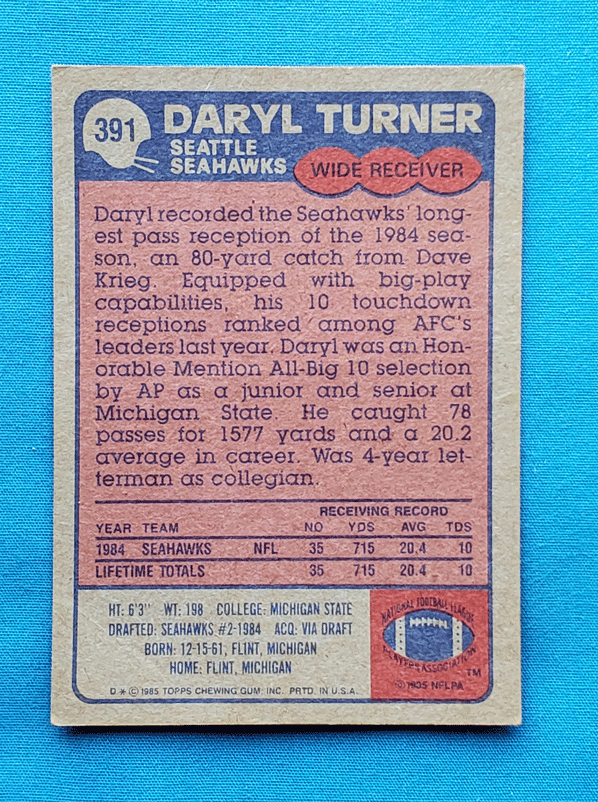 391
DARYL TURNER
SEATTLE
SEAHAWKS
WIDE RECEIVER
Daryl recorded the Seahawks' long-
est pass reception of the 1984 sea-
son, an 80-yard catch from Dave
Krieg. Equipped with big-play
capabilities, his 10 touchdown
receptions ranked among AFC's
leaders last year. Daryl was an Hon-
orable Mention All-Big 10 selection
by AP as a junior and senior at
Michigan State. He caught 78
passes for 1577 yards and a 20.2
average in career. Was 4-year let-
terman as collegian.
RECEIVING RECORD
YEAR TEAM NO YDS AVG TDS
1984 SEAHAWKS NFL 35 715 20.4 10
LIFETIME TOTALS 35 715 20.4 10
HT: 6'3" WT: 198 COLLEGE: MICHIGAN STATE
DRAFTED: SEAHAWKS #2-1984 ACQ: VIA DRAFT
BORN: 12-15-61, FLINT, MICHIGAN
HOME: FLINT, MICHIGAN
D * © 1985 TOPPS CHEWING GUM, INC. PRTD. IN U.S.A.
NATIONAL FOOTBALL LEAGUE
PLAYERS ASSOCIATION
TM
© 1985 NFLPA